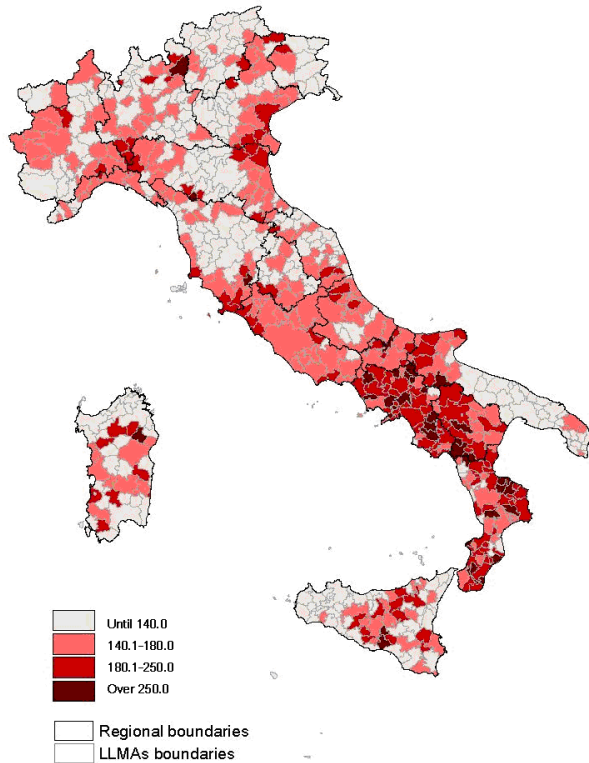 Until 140.0
140.1-180.0
180.1-250.0
Over 250.0
Regional boundaries
LLMAs boundaries